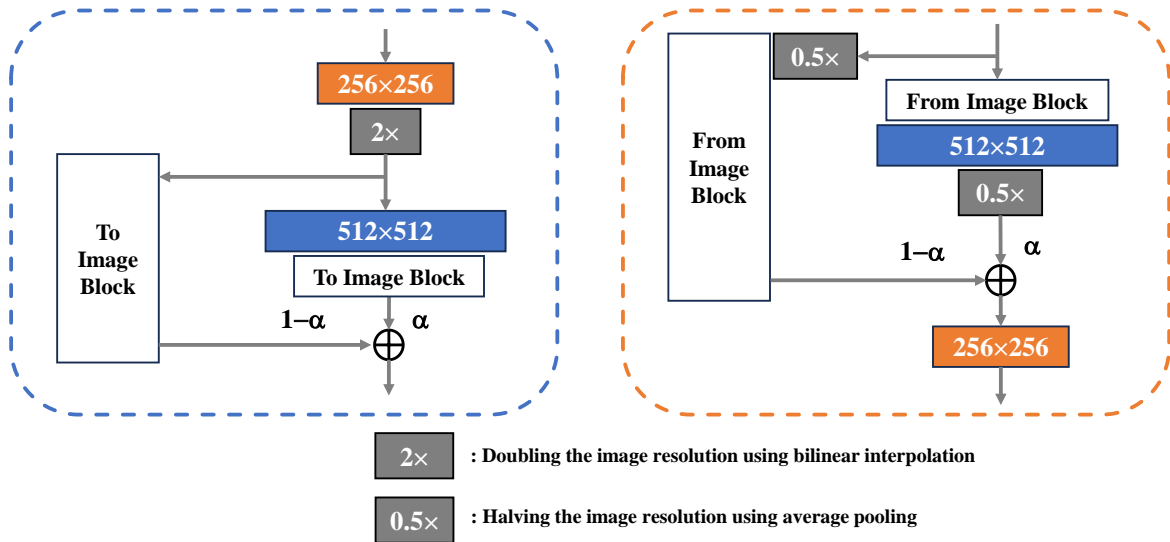 256×256
2×
To
Image
Block
512×512
To Image Block
1−α
α
0.5×
From Image Block
From
Image
Block
512×512
0.5×
1−α
α
256×256
2×
: Doubling the image resolution using bilinear interpolation
0.5×
: Halving the image resolution using average pooling